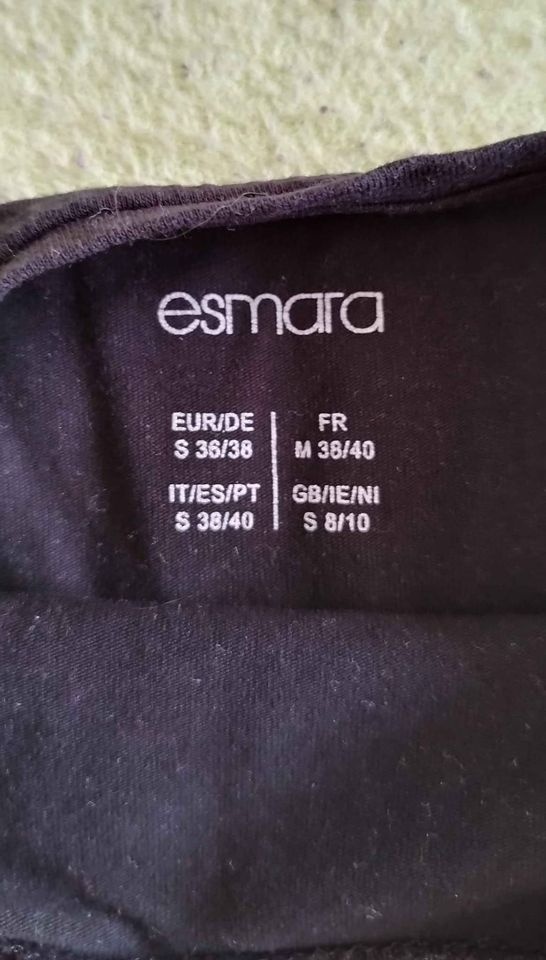 esmara
EUR/DE
S 36/38
FR
M 38/40
IT/ES/PT
S 38/40
GB/IE/NI
S 8/10